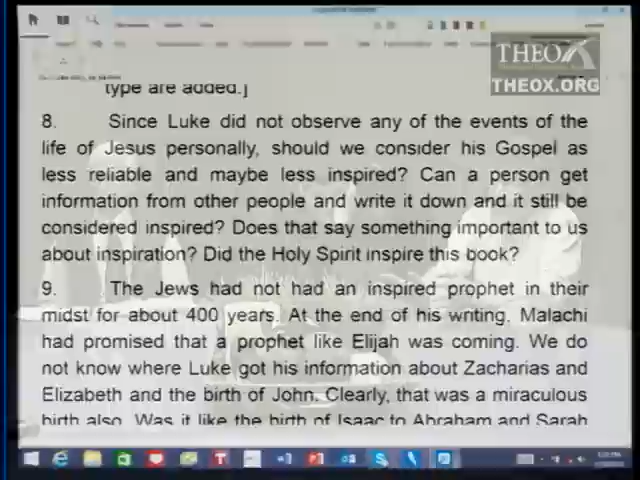 THEOX
THEOX.ORG
type are added.]
8. Since Luke did not observe any of the events of the
life of Jesus personally, should we consider his Gospel as
less reliable and maybe less inspired? Can a person get
information from other people and write it down and it still be
considered inspired? Does that say something important to us
about inspiration? Did the Holy Spirit inspire this book?
9. The Jews had not had an inspired prophet in their
midst for about 400 years. At the end of his writing, Malachi
had promised that a prophet like Elijah was coming. We do
not know where Luke got his information about Zacharias and
Elizabeth and the birth of John. Clearly, that was a miraculous
birth also. Was it like the birth of Isaac to Abraham and Sarah